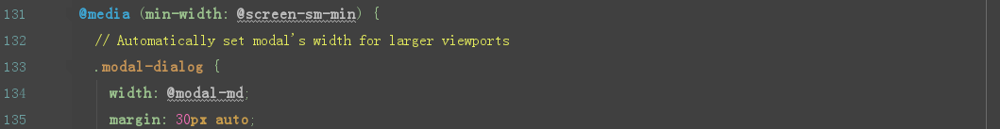 131 @media (min-width: @screen-sm-min) {
132 // Automatically set modal's width for larger viewports
133 .modal-dialog {
134 width: @modal-md;
135 margin: 30px auto;